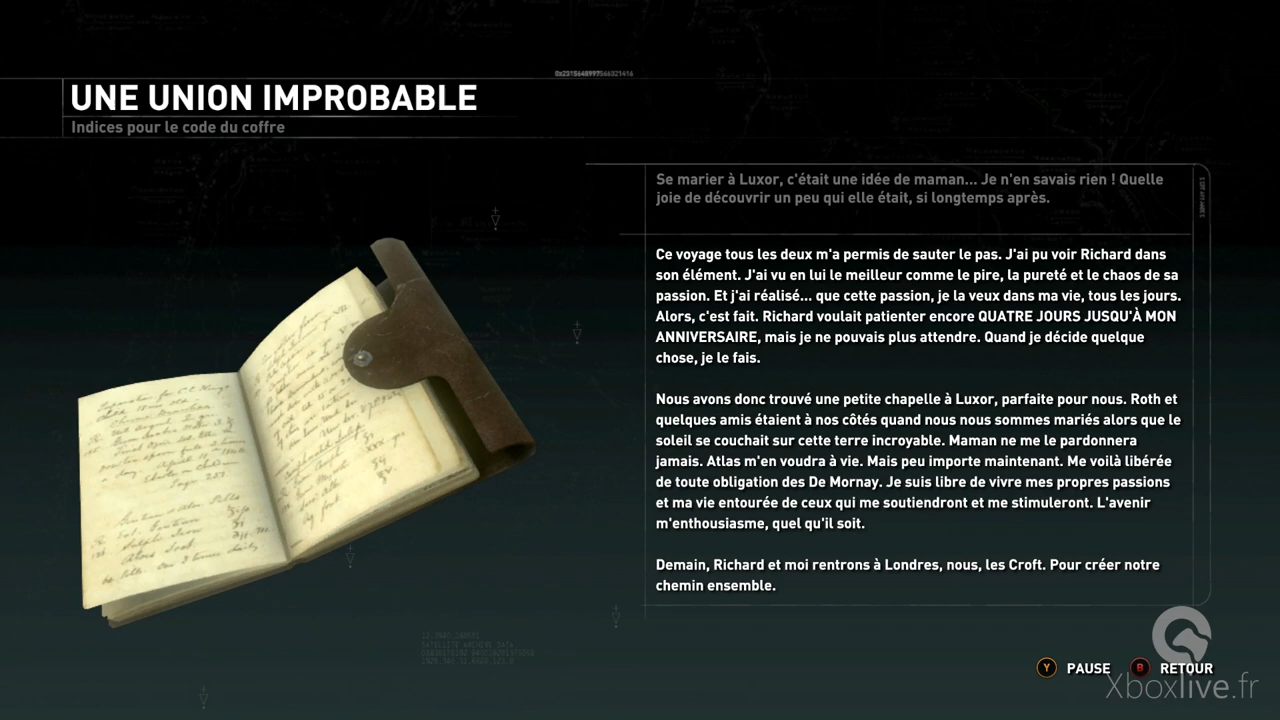 UNE UNION IMPROBABLE
Indices pour le code du coffre
Se marier à Luxor, c'était une idée de maman... Je n'en savais rien ! Quelle
joie de découvrir un peu qui elle était, si longtemps après.
Ce voyage tous les deux m'a permis de sauter le pas. J'ai pu voir Richard dans
son élément. J'ai vu en lui le meilleur comme le pire, la pureté et le chaos de sa
passion. Et j'ai réalisé... que cette passion, je la veux dans ma vie, tous les jours.
Alors, c'est fait. Richard voulait patienter encore QUATRE JOURS JUSQU'À MON
ANNIVERSAIRE, mais je ne pouvais plus attendre. Quand je décide quelque
chose, je le fais.
Nous avons donc trouvé une petite chapelle à Luxor, parfaite pour nous. Roth et
quelques amis étaient à nos côtés quand nous nous sommes mariés alors que le
soleil se couchait sur cette terre incroyable. Maman ne me le pardonnera
jamais. Atlas m'en voudra à vie. Mais peu importe maintenant. Me voilà libérée
de toute obligation des De Mornay. Je suis libre de vivre mes propres passions
et ma vie entourée de ceux qui me soutiendront et me stimuleront. L'avenir
m'enthousiasme, quel qu'il soit.
Demain, Richard et moi rentrons à Londres, nous, les Croft. Pour créer notre
chemin ensemble.
Y PAUSE B RETOUR
Xboxlive.fr